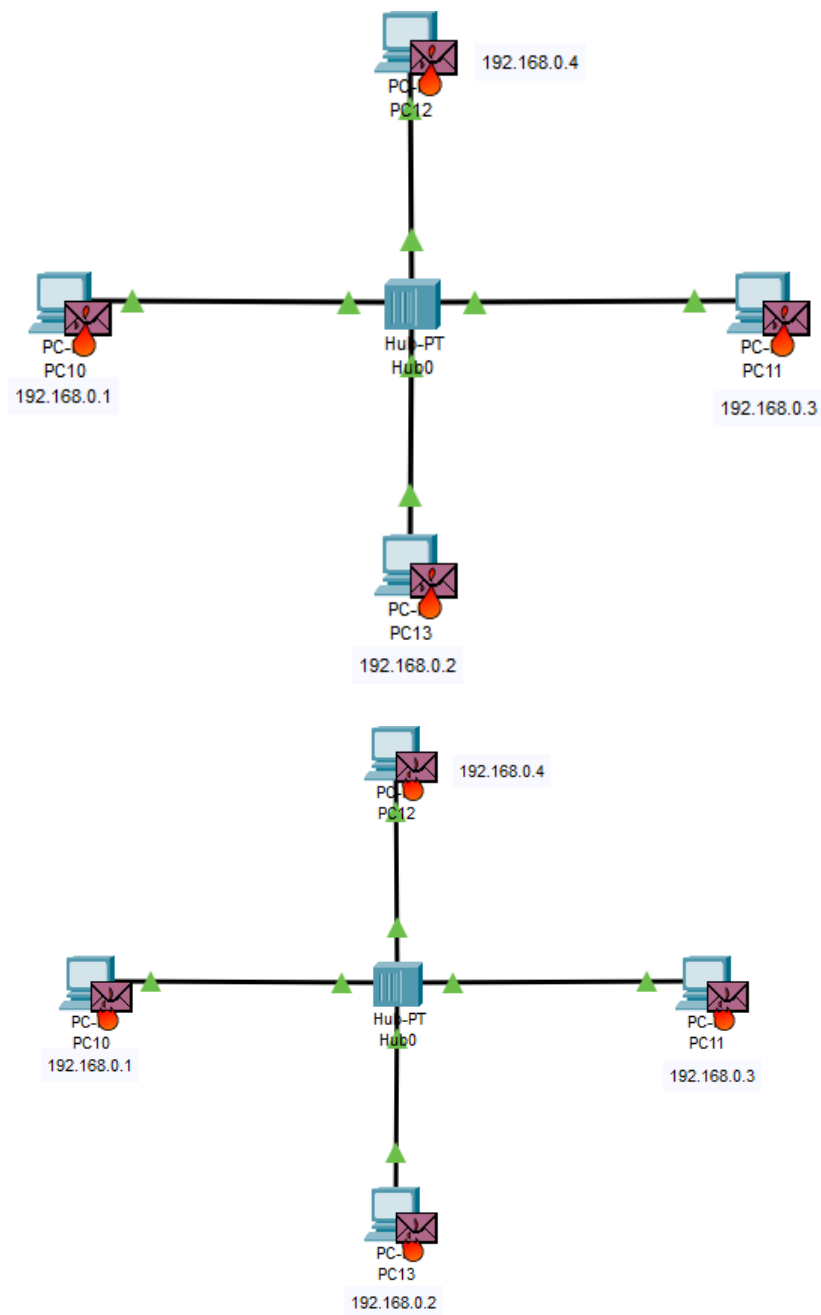 192.168.0.4
PC-
PC12
PC-
PC10
192.168.0.1
Hub-PT
Hub0
PC-
PC11
192.168.0.3
PC-
PC13
192.168.0.2
192.168.0.4
PC-
PC12
PC-
PC10
192.168.0.1
Hub-PT
Hub0
PC-
PC11
192.168.0.3
PC-
PC13
192.168.0.2